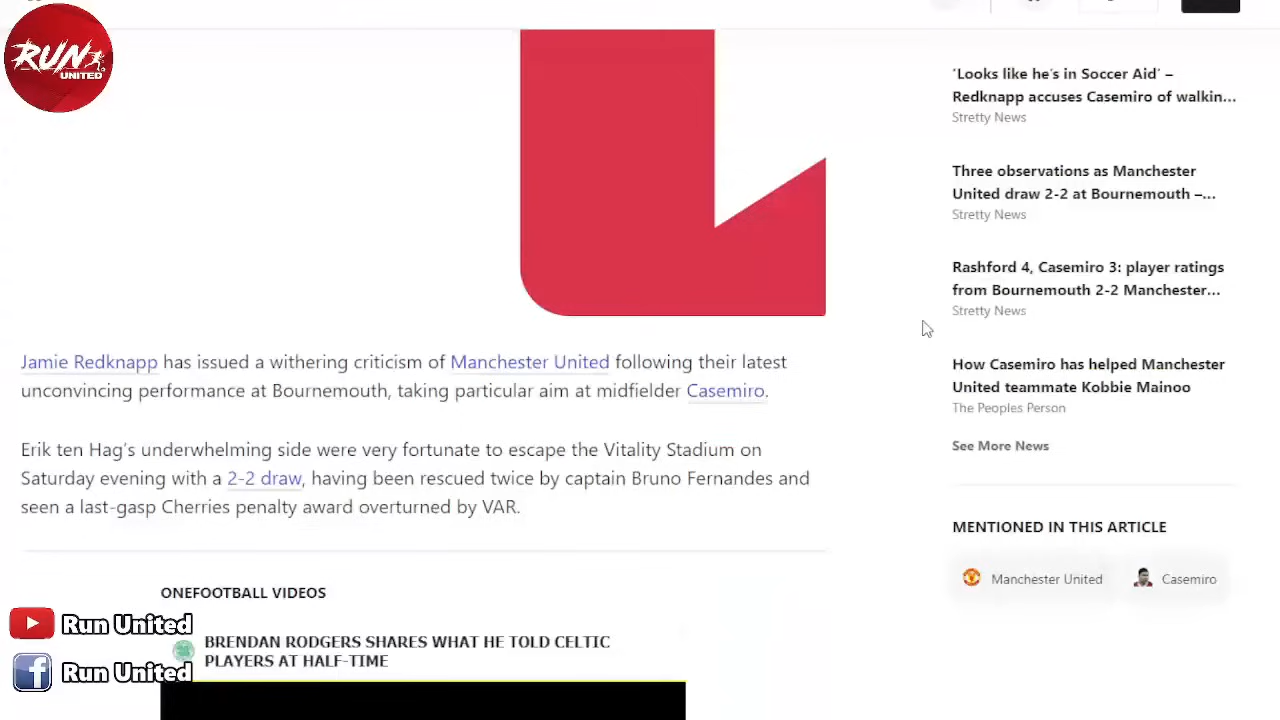 RUN
UNITED
'Looks like he's in Soccer Aid' –
Redknapp accuses Casemiro of walkin...
Stretty News
Three observations as Manchester
United draw 2-2 at Bournemouth –...
Stretty News
Rashford 4, Casemiro 3: player ratings
from Bournemouth 2-2 Manchester...
Stretty News
How Casemiro has helped Manchester
United teammate Kobbie Mainoo
The Peoples Person
See More News
MENTIONED IN THIS ARTICLE
Manchester United
Casemiro
Jamie Redknapp has issued a withering criticism of Manchester United following their latest
unconvincing performance at Bournemouth, taking particular aim at midfielder Casemiro.
Erik ten Hag's underwhelming side were very fortunate to escape the Vitality Stadium on
Saturday evening with a 2-2 draw, having been rescued twice by captain Bruno Fernandes and
seen a last-gasp Cherries penalty award overturned by VAR.
ONEFOOTBALL VIDEOS
BRENDAN RODGERS SHARES WHAT HE TOLD CELTIC
PLAYERS AT HALF-TIME
Run United
Run United